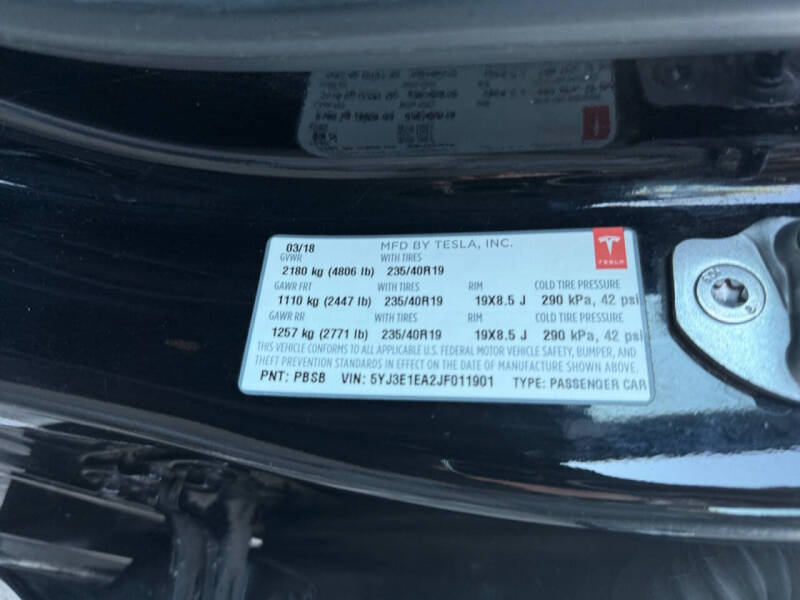 03/18 MFD BY TESLA, INC.
GVWR WITH TIRES
2180 kg (4806 lb) 235/40R19
TESLA
GAWR FRT WITH TIRES RIM COLD TIRE PRESSURE
1110 kg (2447 lb) 235/40R19 19X8.5 J 290 kPa, 42 psi
GAWR RR WITH TIRES RIM COLD TIRE PRESSURE
1257 kg (2771 lb) 235/40R19 19X8.5 J 290 kPa, 42 psi
THIS VEHICLE CONFORMS TO ALL APPLICABLE U.S. FEDERAL MOTOR VEHICLE SAFETY, BUMPER, AND
THEFT PREVENTION STANDARDS IN EFFECT ON THE DATE OF MANUFACTURE SHOWN ABOVE.
PNT: PBSB VIN: 5YJ3E1EA2JF011901 TYPE: PASSENGER CAR